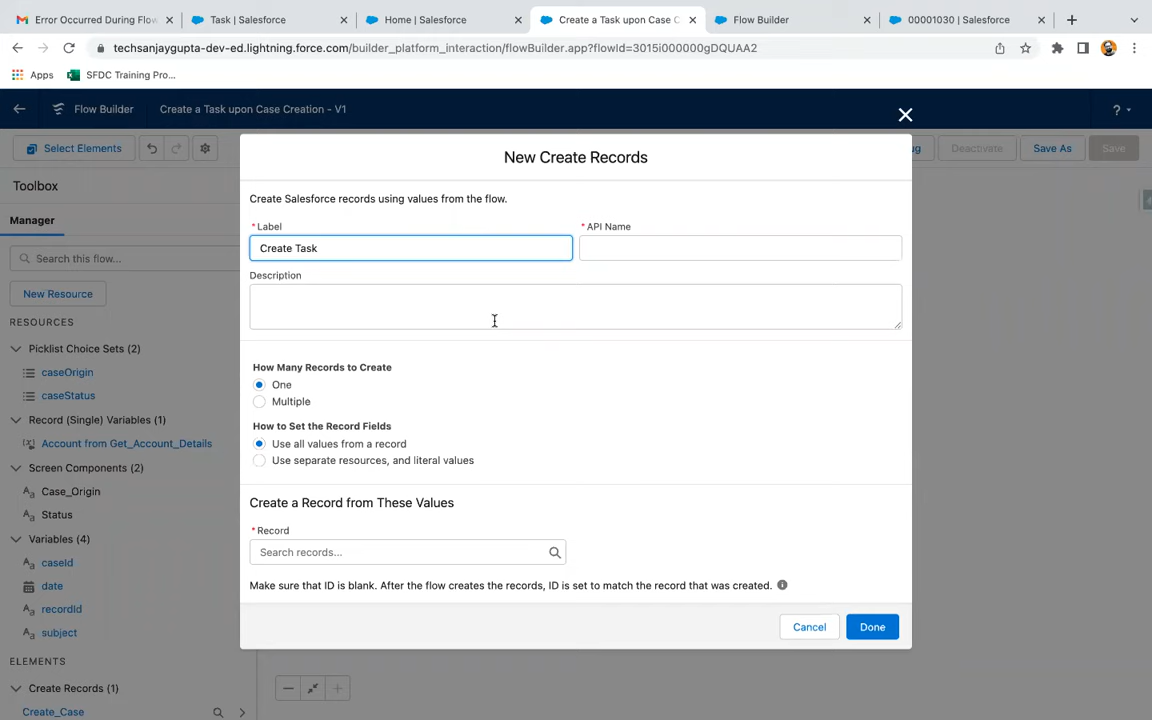 Error Occurred During Flow
Task | Salesforce
Home | Salesforce
Create a Task upon Case C
Flow Builder
00001030 | Salesforce
techsanjaygupta-dev-ed.lightning.force.com/builder_platform_interaction/flowBuilder.app?flowId=3015i000000gDQUAA2
Apps
SFDC Training Pro...
Flow Builder
Create a Task upon Case Creation - V1
?
Select Elements
Deactivate
Save As
Save
Toolbox
Manager
Search this flow...
New Resource
RESOURCES
Picklist Choice Sets (2)
caseOrigin
caseStatus
Record (Single) Variables (1)
Account from Get_Account_Details
Screen Components (2)
Case_Origin
Status
Variables (4)
caseId
date
recordId
subject
ELEMENTS
Create Records (1)
Create_Case
New Create Records
Create Salesforce records using values from the flow.
* Label
* API Name
Create Task
Description
How Many Records to Create
One
Multiple
How to Set the Record Fields
Use all values from a record
Use separate resources, and literal values
Create a Record from These Values
* Record
Search records...
Make sure that ID is blank. After the flow creates the records, ID is set to match the record that was created.
Cancel
Done